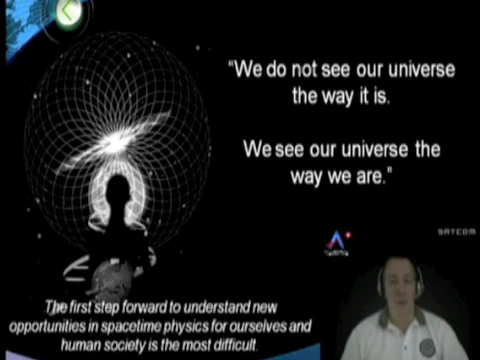 "We do not see our universe
the way it is.
We see our universe the
way we are."
SATCOM
The first step forward to understand new
opportunities in spacetime physics for ourselves and
human society is the most difficult.